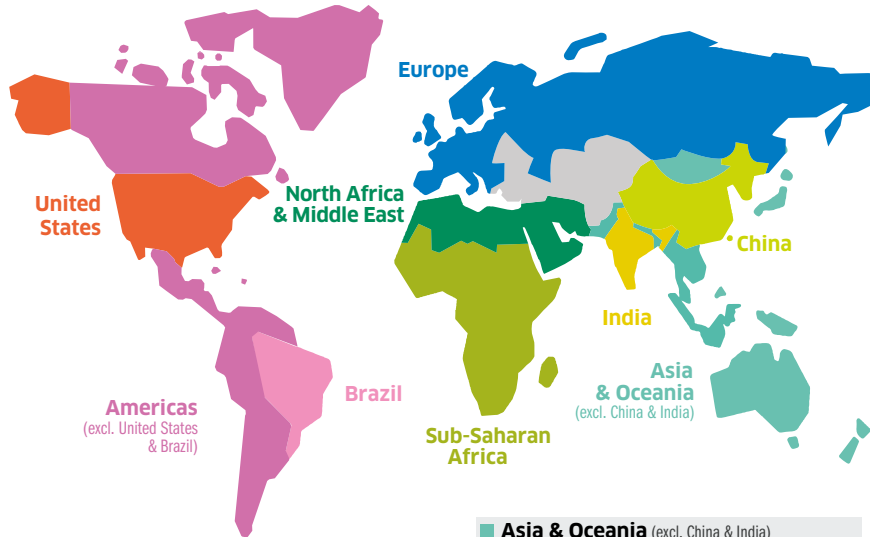 Europe
North Africa
& Middle East
United
States
China
India
Asia
& Oceania
(excl. China & India)
Brazil
Americas
(excl. United States
& Brazil)
Sub-Saharan
Africa
Asia & Oceania (excl. China & India)